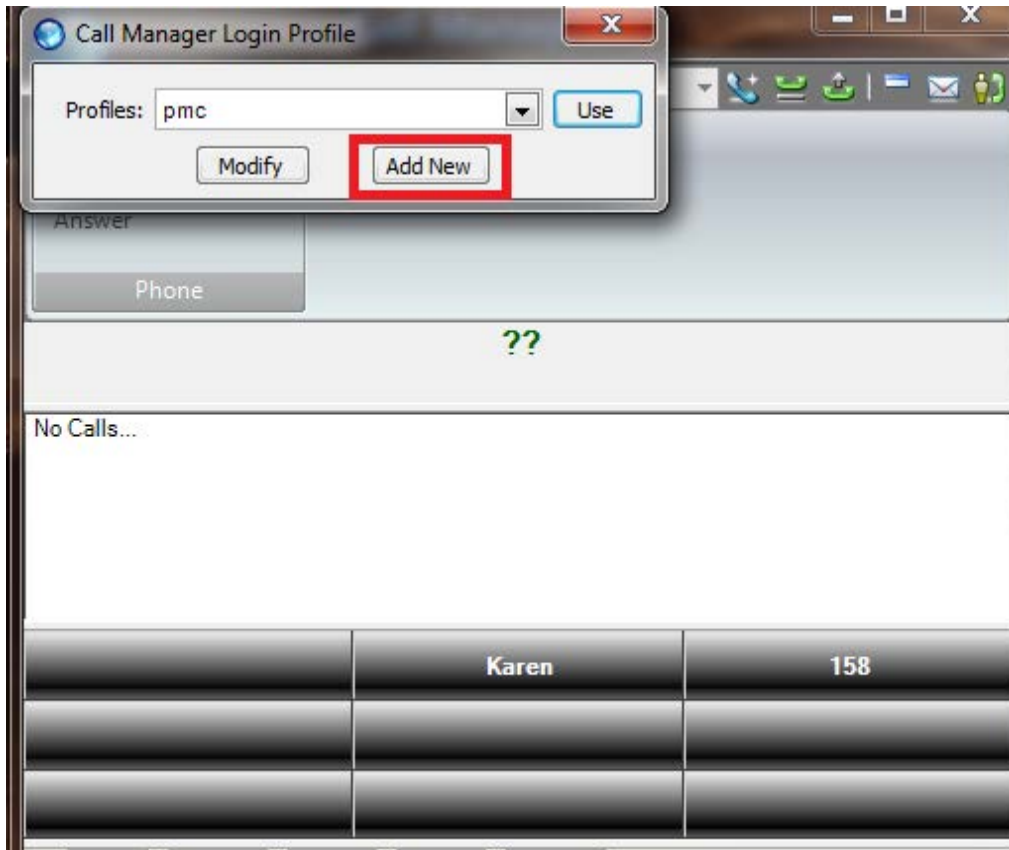 Call Manager Login Profile
Profiles: pmc Use
Modify Add New
Answer
Phone
??
No Calls...
Karen 158